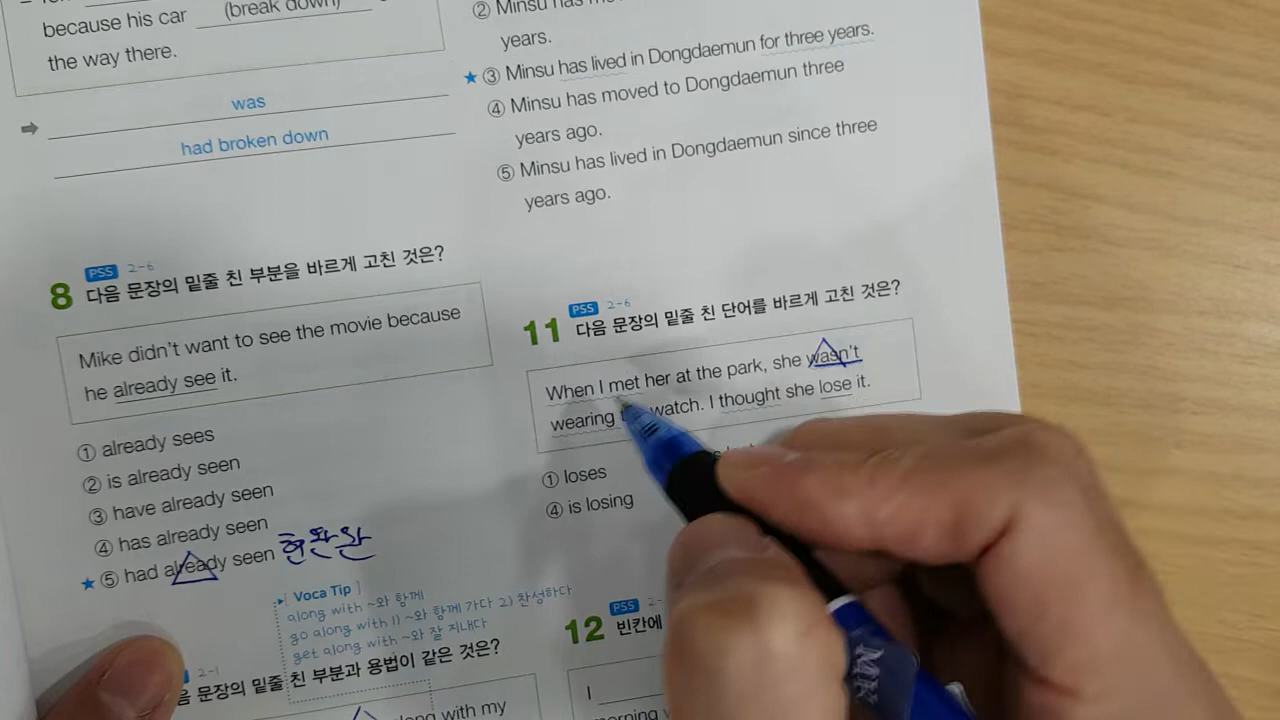 because his car (break down)
the way there.
was
had broken down
② Minsu has
years.
★ ③ Minsu has lived in Dongdaemun for three years.
④ Minsu has moved to Dongdaemun three
years ago.
⑤ Minsu has lived in Dongdaemun since three
years ago.
PSS 2-6
8 다음 문장의 밑줄 친 부분을 바르게 고친 것은?
Mike didn't want to see the movie because
he already see it.
① already sees
② is already seen
③ have already seen
④ has already seen
★ ⑤ had already seen
Voca Tip
along with ~와 함께
go along with 1) ~와 함께 가다 2) 찬성하다
get along with ~와 잘 지내다
2-1
문장의 밑줄 친 부분과 용법이 같은 것은?
with my
PSS 2-6
11 다음 문장의 밑줄 친 단어를 바르게 고친 것은?
When I met her at the park, she wasn't
wearing watch. I thought she lose it.
① loses
④ is losing
PSS 2-
12 빈칸에
I